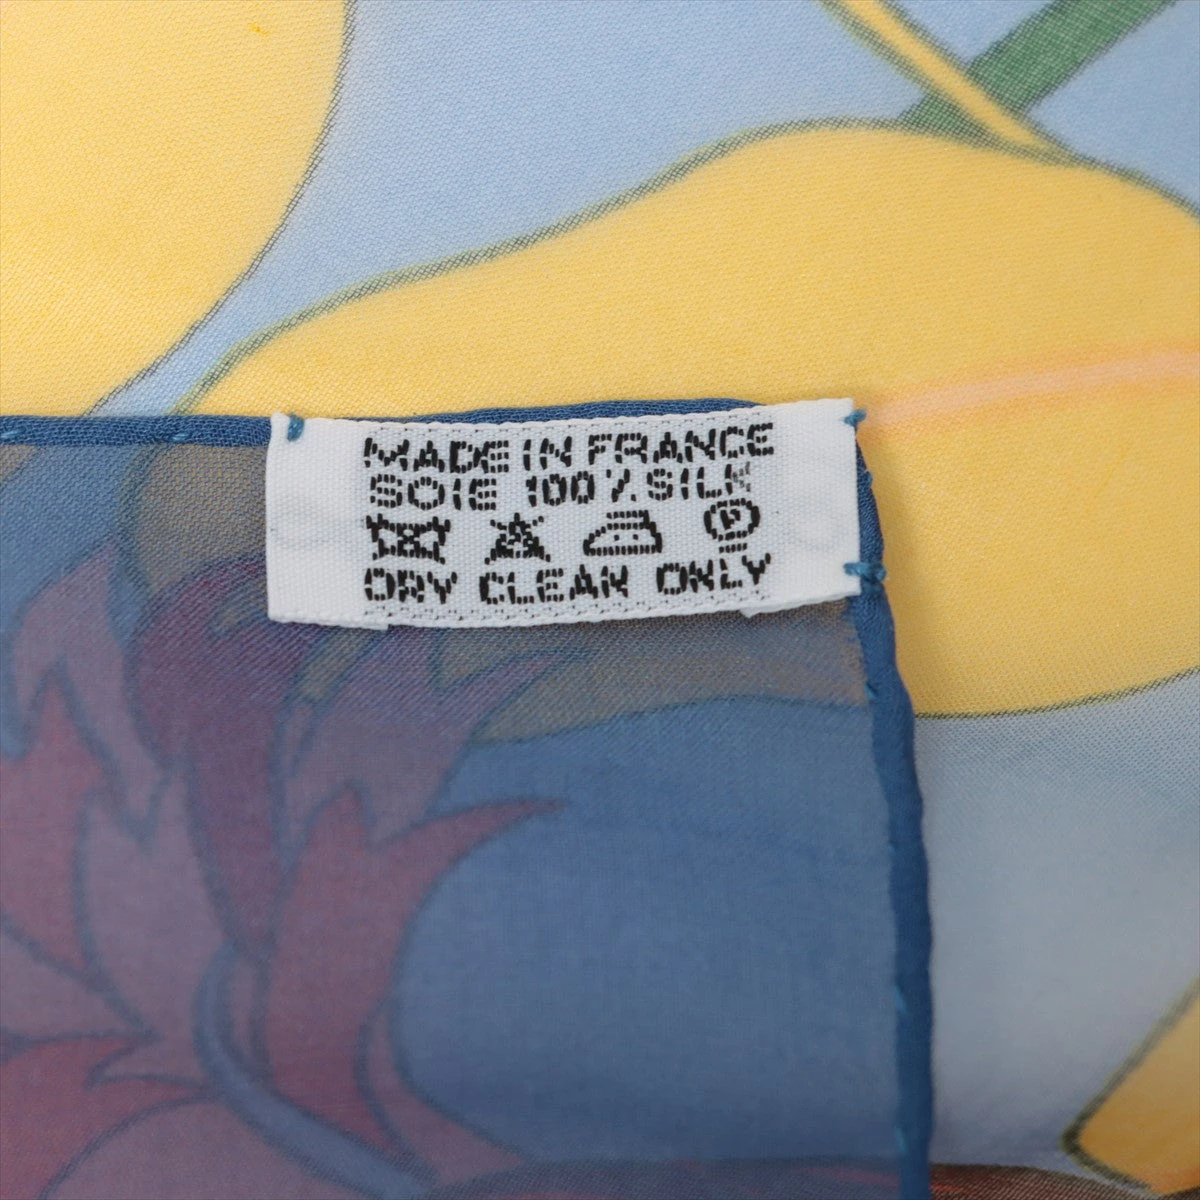 MADE IN FRANCE
SOIE 100% SILK
P
DRY CLEAN ONLY